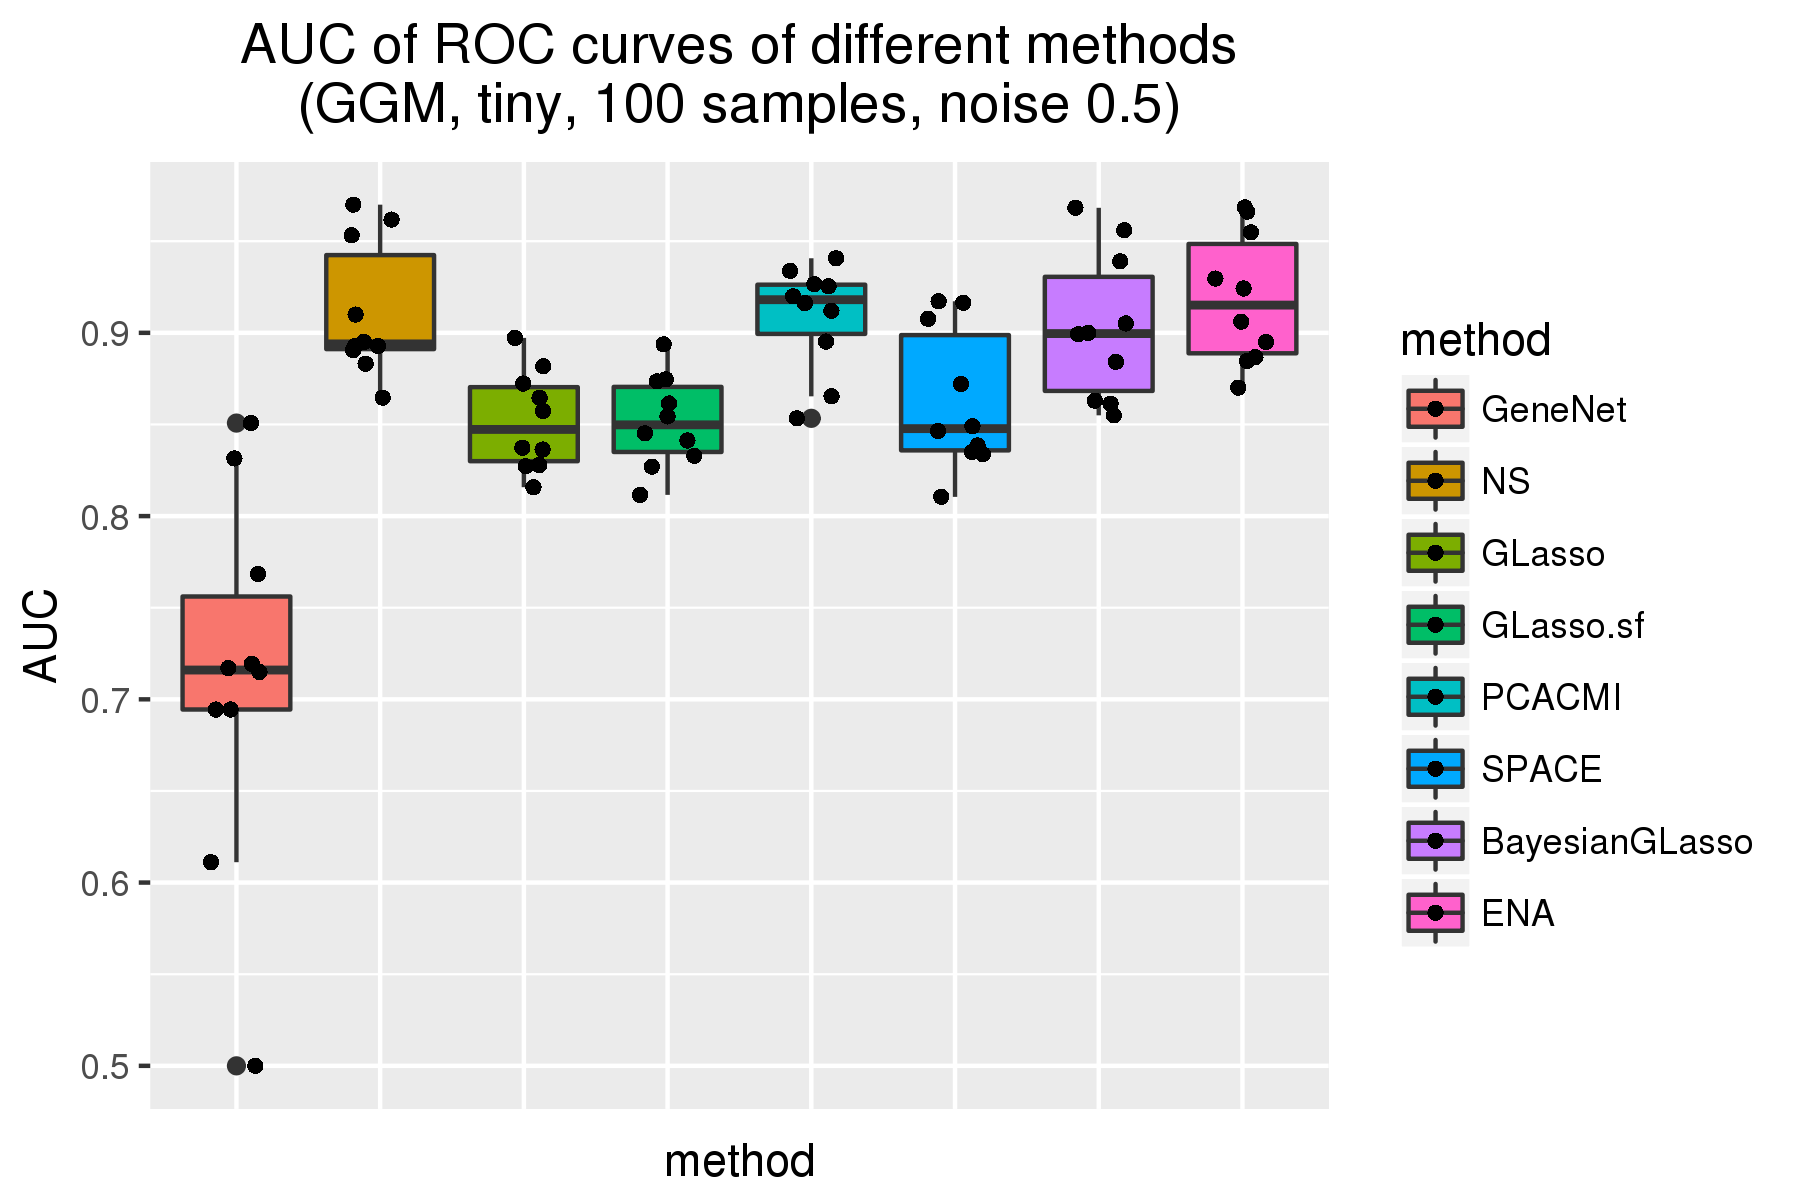 AUC of ROC curves of different methods
(GGM, tiny, 100 samples, noise 0.5)
AUC
0.9
0.8
0.7
0.6
0.5
method
method
GeneNet
NS
GLasso
GLasso.sf
PCACMI
SPACE
BayesianGLasso
ENA